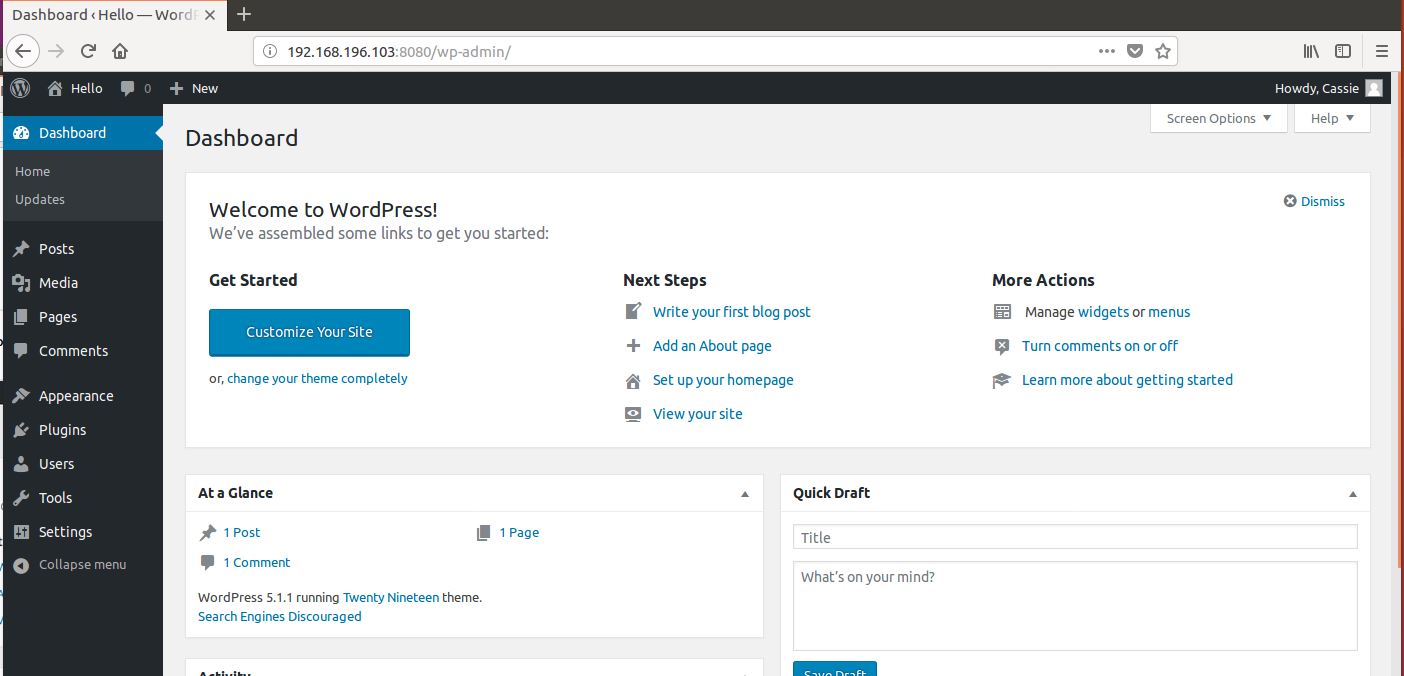 Dashboard ‹ Hello — WordP
192.168.196.103:8080/wp-admin/
Hello 0 New Howdy, Cassie
Screen Options Help
Dashboard
Home
Updates
Posts
Media
Pages
Comments
Appearance
Plugins
Users
Tools
Settings
Collapse menu
Dashboard
Welcome to WordPress!
We've assembled some links to get you started:
Dismiss
Get Started
Customize Your Site
or, change your theme completely
Next Steps
Write your first blog post
Add an About page
Set up your homepage
View your site
More Actions
Manage widgets or menus
Turn comments on or off
Learn more about getting started
At a Glance
1 Post 1 Page
1 Comment
WordPress 5.1.1 running Twenty Nineteen theme.
Search Engines Discouraged
Activity
Quick Draft
Title
What's on your mind?
Save Draft